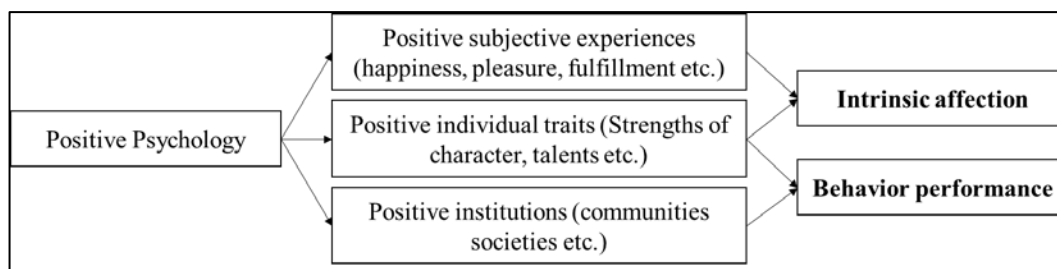 Positive Psychology
Positive subjective experiences
(happiness, pleasure, fulfillment etc.)
Positive individual traits (Strengths of
character, talents etc.)
Positive institutions (communities
societies etc.)
Intrinsic affection
Behavior performance